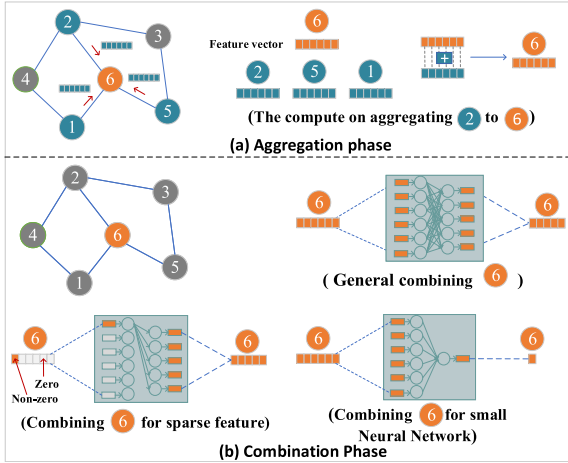 2
3
4
6
1
5
6
Feature vector
2
5
1
+
6
(The compute on aggregating 2 to 6)
(a) Aggregation phase
2
3
4
6
1
5
6
6
( General combining 6 )
6
6
Zero
Non-zero
(Combining 6 for sparse feature)
6
6
(Combining 6 for small
Neural Network)
(b) Combination Phase